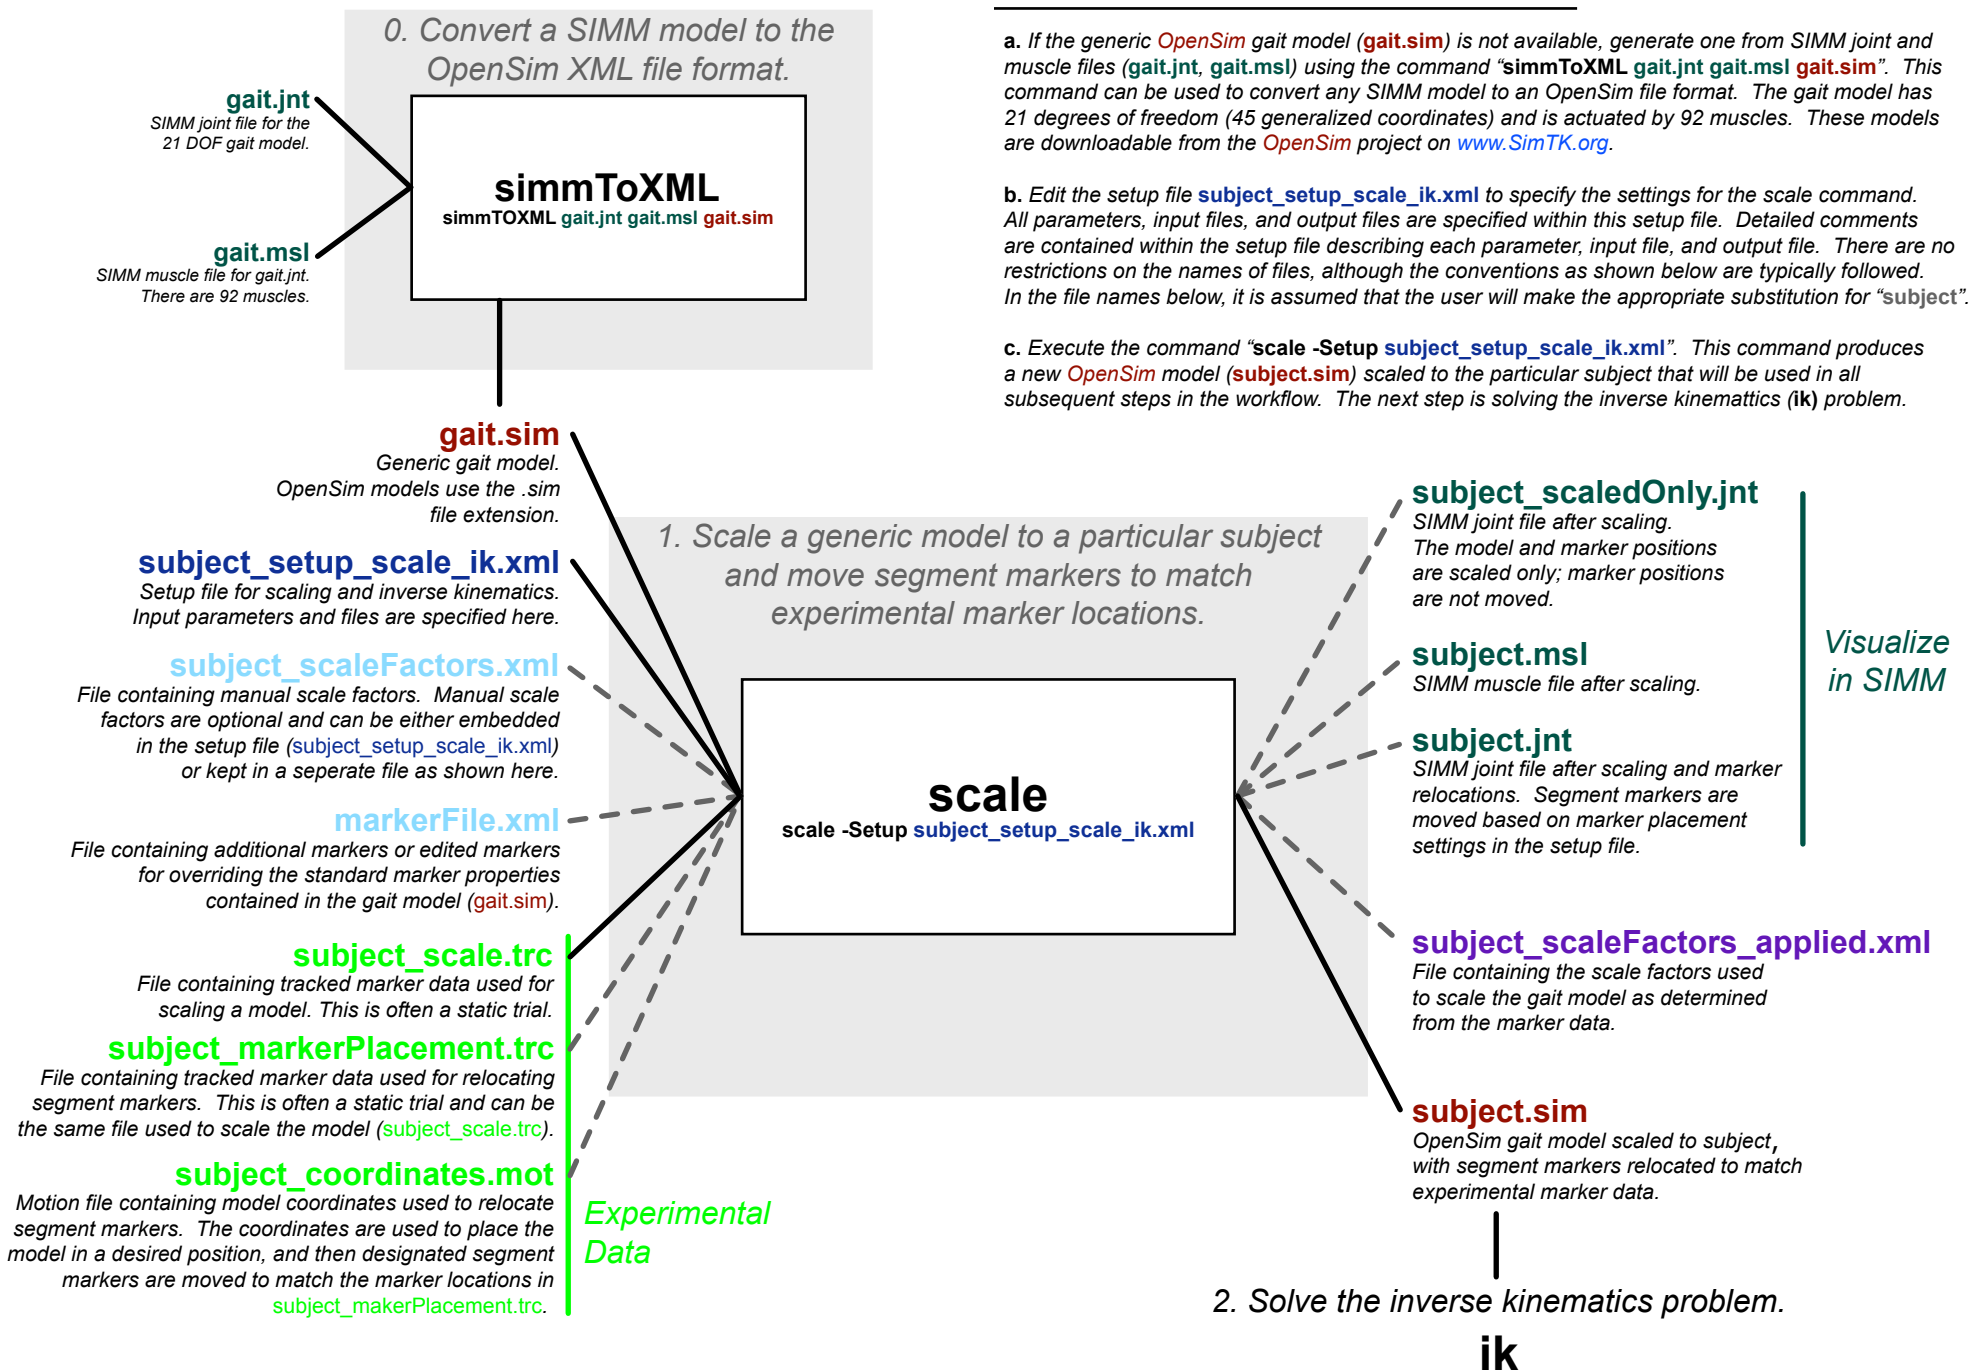 0. Convert a SIMM model to the
OpenSim XML file format.
gait.jnt
SIMM joint file for the
21 DOF gait model.
simmToXML
simmTOXML gait.jnt gait.msl gait.sim
gait.msl
SIMM muscle file for gait.jnt.
There are 92 muscles.
a. If the generic OpenSim gait model (gait.sim) is not available, generate one from SIMM joint and
muscle files (gait.jnt, gait.msl) using the command “simmToXML gait.jnt gait.msl gait.sim”. This
command can be used to convert any SIMM model to an OpenSim file format. The gait model has
21 degrees of freedom (45 generalized coordinates) and is actuated by 92 muscles. These models
are downloadable from the OpenSim project on www.SimTK.org.
b. Edit the setup file subject_setup_scale_ik.xml to specify the settings for the scale command.
All parameters, input files, and output files are specified within this setup file. Detailed comments
are contained within the setup file describing each parameter, input file, and output file. There are no
restrictions on the names of files, although the conventions as shown below are typically followed.
In the file names below, it is assumed that the user will make the appropriate substitution for “subject”.
c. Execute the command “scale -Setup subject_setup_scale_ik.xml”. This command produces
a new OpenSim model (subject.sim) scaled to the particular subject that will be used in all
subsequent steps in the workflow. The next step is solving the inverse kinemattics (ik) problem.
gait.sim
Generic gait model.
OpenSim models use the .sim
file extension.
subject_setup_scale_ik.xml
Setup file for scaling and inverse kinematics.
Input parameters and files are specified here.
subject_scaleFactors.xml
File containing manual scale factors. Manual scale
factors are optional and can be either embedded
in the setup file (subject_setup_scale_ik.xml)
or kept in a seperate file as shown here.
markerFile.xml
File containing additional markers or edited markers
for overriding the standard marker properties
contained in the gait model (gait.sim).
subject_scale.trc
File containing tracked marker data used for
scaling a model. This is often a static trial.
subject_markerPlacement.trc
File containing tracked marker data used for relocating
segment markers. This is often a static trial and can be
the same file used to scale the model (subject_scale.trc).
subject_coordinates.mot
Motion file containing model coordinates used to relocate
segment markers. The coordinates are used to place the
model in a desired position, and then designated segment
markers are moved to match the marker locations in
subject_makerPlacement.trc.
Experimental
Data
1. Scale a generic model to a particular subject
and move segment markers to match
experimental marker locations.
scale
scale -Setup subject_setup_scale_ik.xml
subject_scaledOnly.jnt
SIMM joint file after scaling.
The model and marker positions
are scaled only; marker positions
are not moved.
subject.msl
SIMM muscle file after scaling.
subject.jnt
SIMM joint file after scaling and marker
relocations. Segment markers are
moved based on marker placement
settings in the setup file.
Visualize
in SIMM
subject_scaleFactors_applied.xml
File containing the scale factors used
to scale the gait model as determined
from the marker data.
subject.sim
OpenSim gait model scaled to subject,
with segment markers relocated to match
experimental marker data.
2. Solve the inverse kinematics problem.
ik